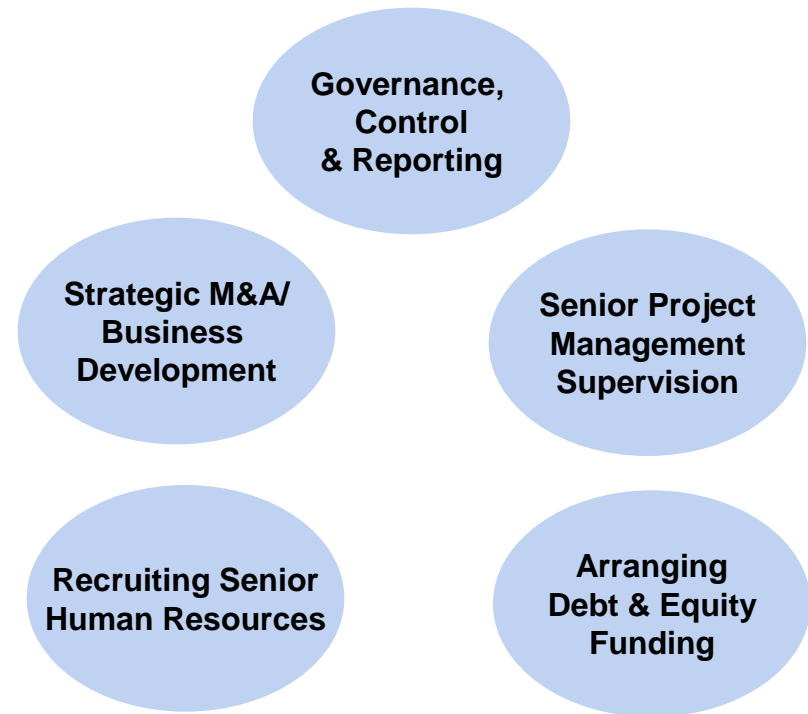 Governance,
Control
& Reporting
Strategic M&A/
Business
Development
Senior Project
Management
Supervision
Recruiting Senior
Human Resources
Arranging
Debt & Equity
Funding